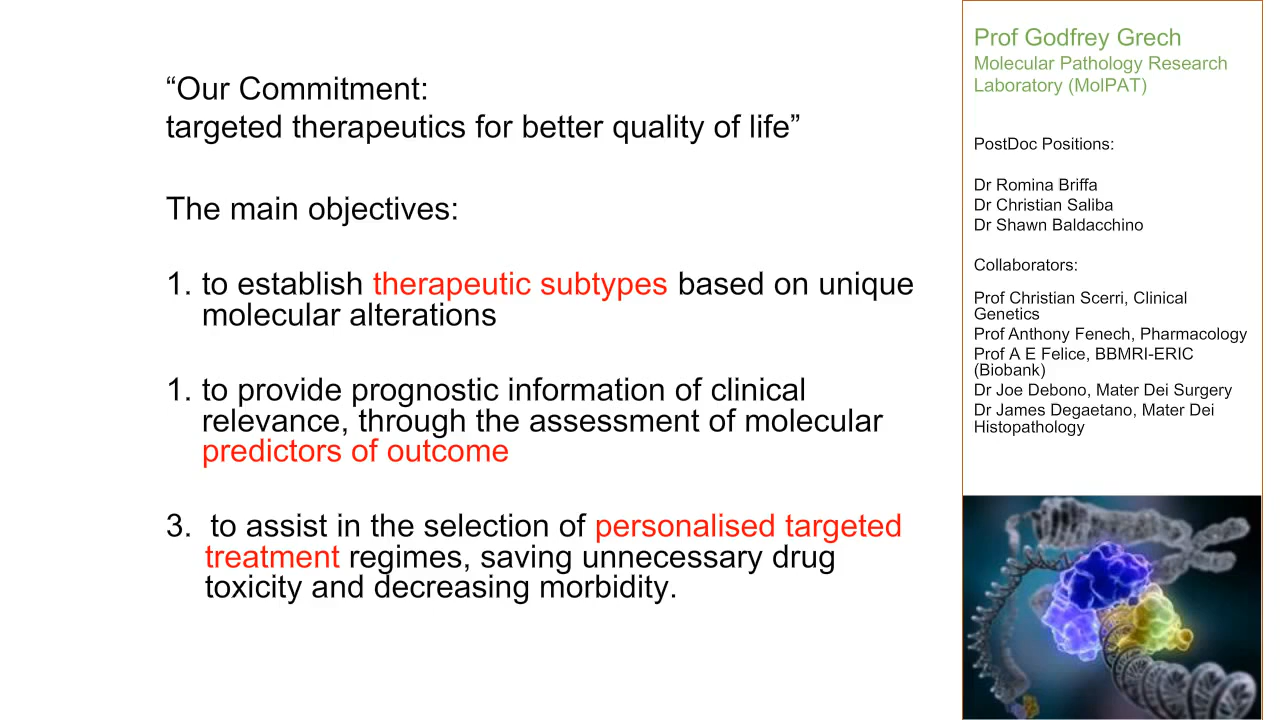 “Our Commitment:
targeted therapeutics for better quality of life”
The main objectives:
1. to establish therapeutic subtypes based on unique
molecular alterations
1. to provide prognostic information of clinical
relevance, through the assessment of molecular
predictors of outcome
3. to assist in the selection of personalised targeted
treatment regimes, saving unnecessary drug
toxicity and decreasing morbidity.
Prof Godfrey Grech
Molecular Pathology Research
Laboratory (MolPAT)
PostDoc Positions:
Dr Romina Briffa
Dr Christian Saliba
Dr Shawn Baldacchino
Collaborators:
Prof Christian Scerri, Clinical
Genetics
Prof Anthony Fenech, Pharmacology
Prof A E Felice, BBMRI-ERIC
(Biobank)
Dr Joe Debono, Mater Dei Surgery
Dr James Degaetano, Mater Dei
Histopathology